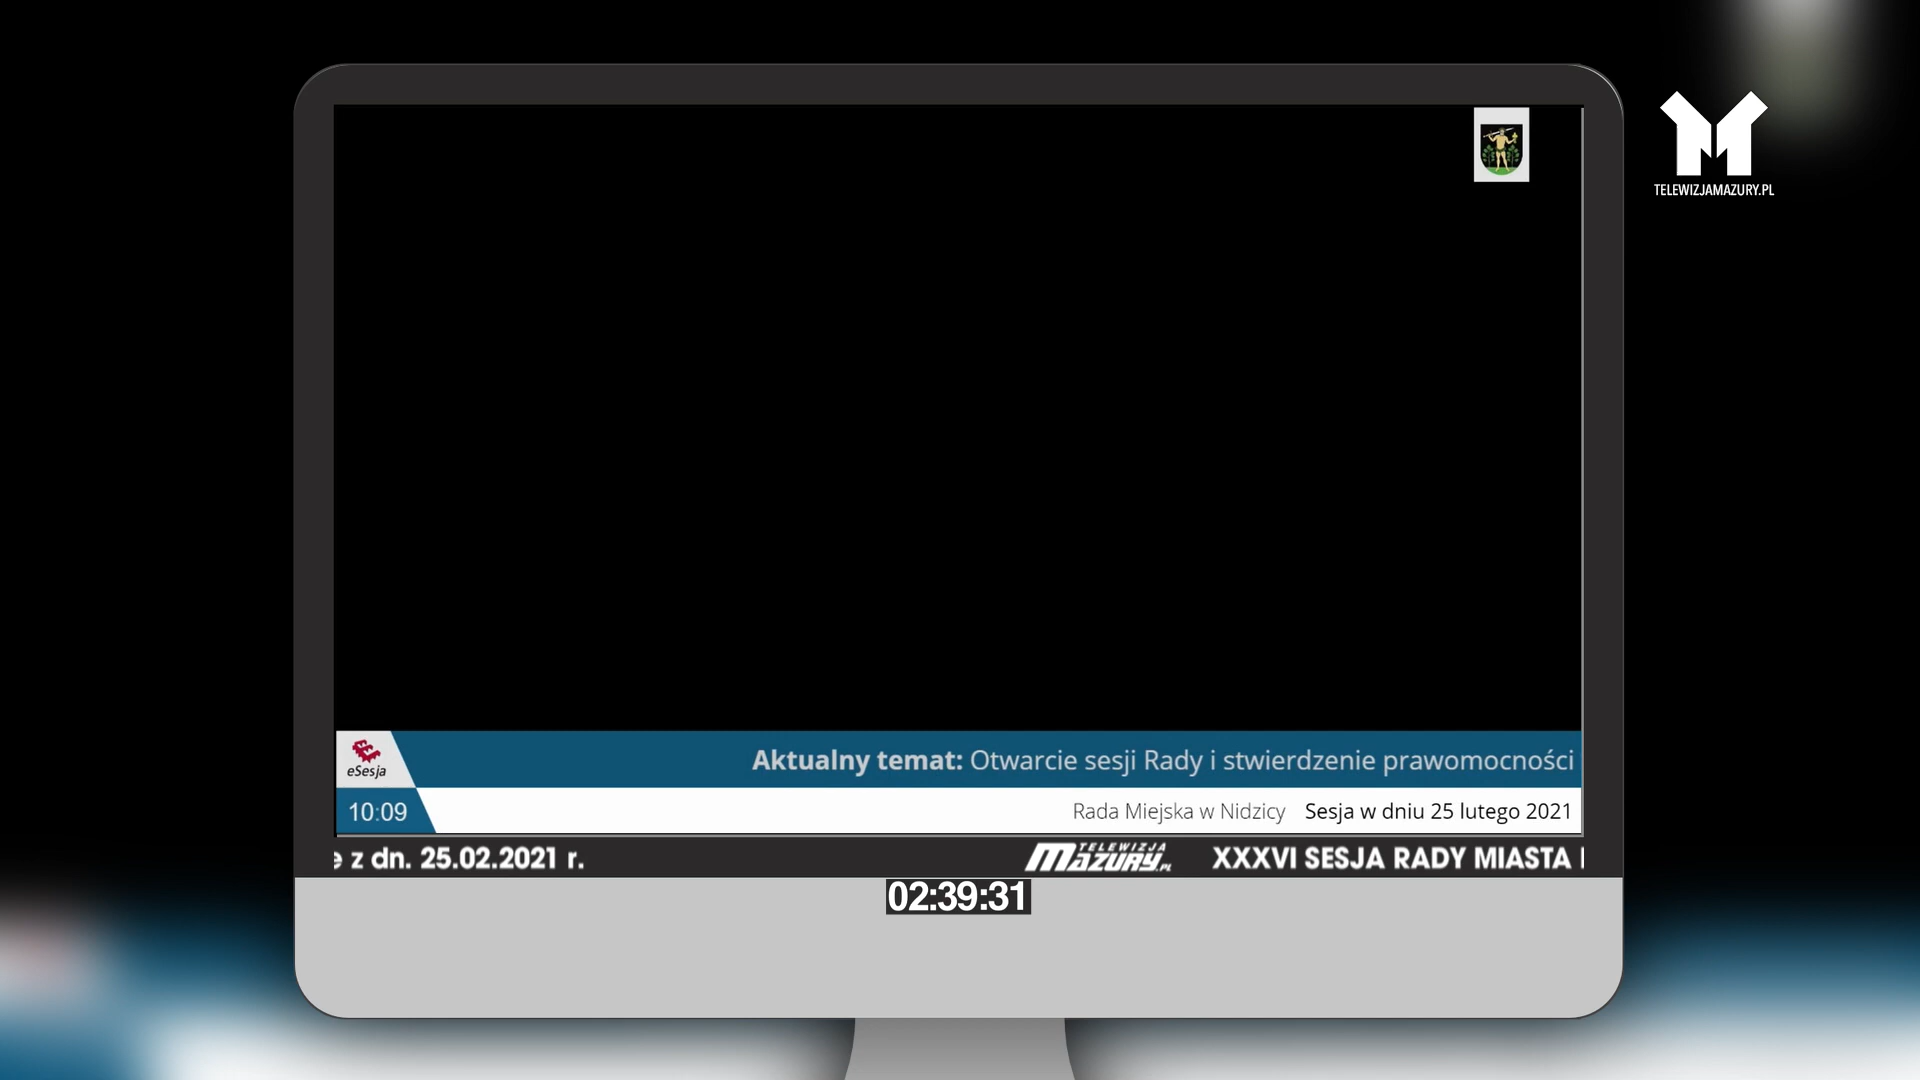 TELEWIZJAMAZURY.PL
eSesja
Aktualny temat: Otwarcie sesji Rady i stwierdzenie prawomocności
10:09
Rada Miejska w Nidzicy Sesja w dniu 25 lutego 2021
z dn. 25.02.2021 r. TELEWIZJA MAZURY.PL XXXVI SESJA RADY MIASTA
02:39:31